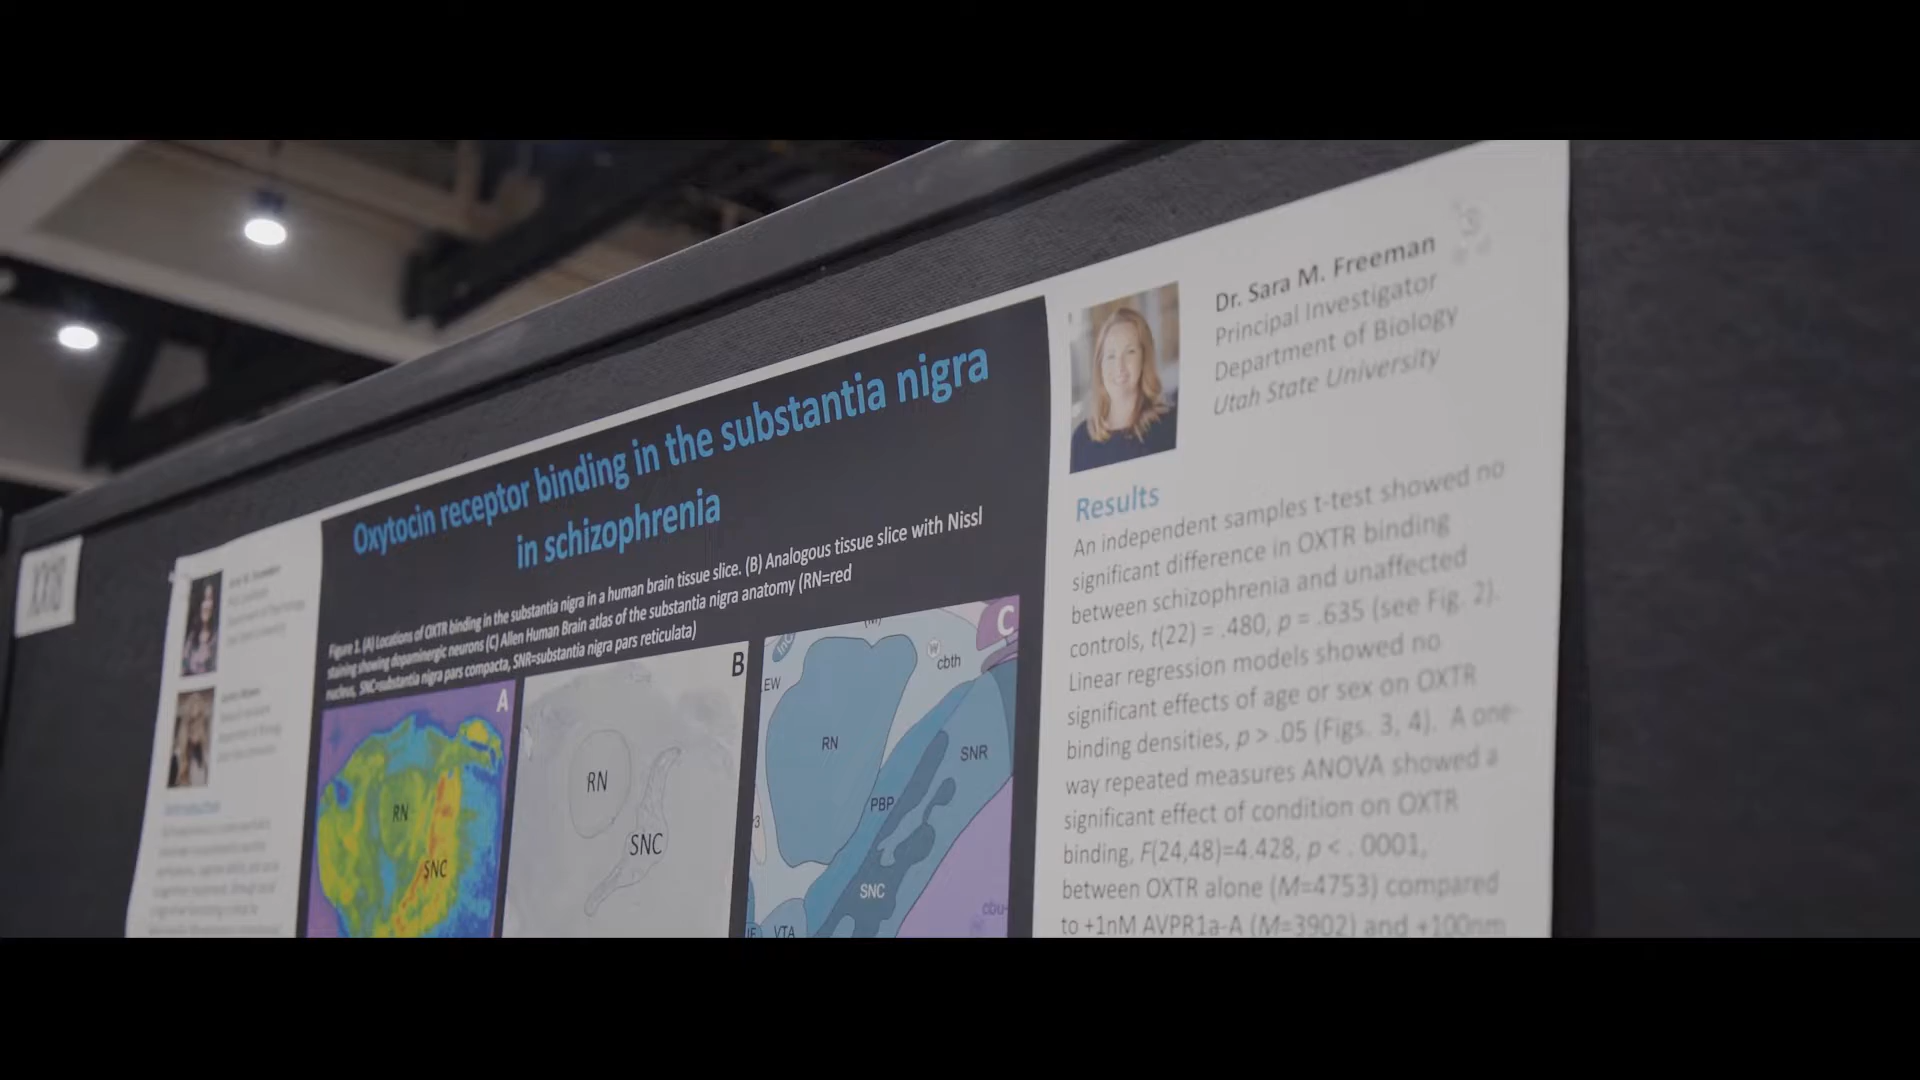 XX18
Oxytocin receptor binding in the substantia nigra
in schizophrenia
Figure 1. (A) Locations of OXTR binding in the substantia nigra in a human brain tissue slice. (B) Analogous tissue slice with Nissl
staining showing dopaminergic neurons (C) Allen Human Brain atlas of the substantia nigra anatomy (RN=red
nucleus, SNC=substantia nigra pars compacta, SNR=substantia nigra pars reticulata)
A
RN
SNC
B
RN
SNC
C
cbth
EW
RN
SNR
PBP
SNC
VTA
Dr. Sara M. Freeman
Principal Investigator
Department of Biology
Utah State University
Results
An independent samples t-test showed no
significant difference in OXTR binding
between schizophrenia and unaffected
controls, t(22) = .480, p = .635 (see Fig. 2).
Linear regression models showed no
significant effects of age or sex on OXTR
binding densities, p > .05 (Figs. 3, 4). A one-
way repeated measures ANOVA showed a
significant effect of condition on OXTR
binding, F(24,48)=4.428, p < . 0001,
between OXTR alone (M=4753) compared
to +1nM AVPR1a-A (M=3902) and +100nm